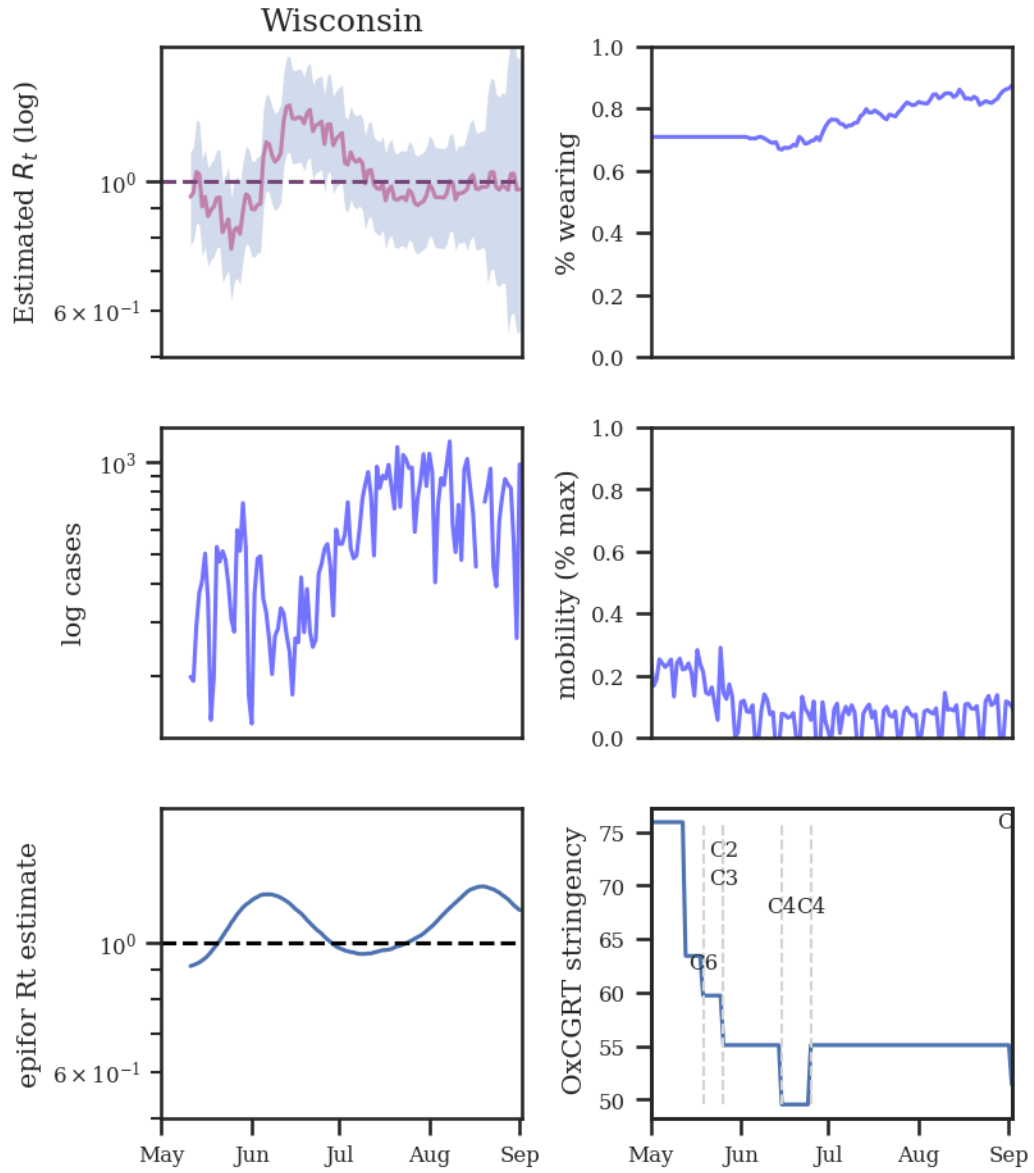 Wisconsin
Estimated R_t (log)
10^0
6 × 10^−1
% wearing
1.0
0.8
0.6
0.4
0.2
0.0
log cases
10^3
mobility (% max)
1.0
0.8
0.6
0.4
0.2
0.0
epifor Rt estimate
10^0
6 × 10^−1
May Jun Jul Aug Sep
OxCGRT stringency
75
70
65
60
55
50
C6
C2
C3
C4 C4
May Jun Jul Aug Sep